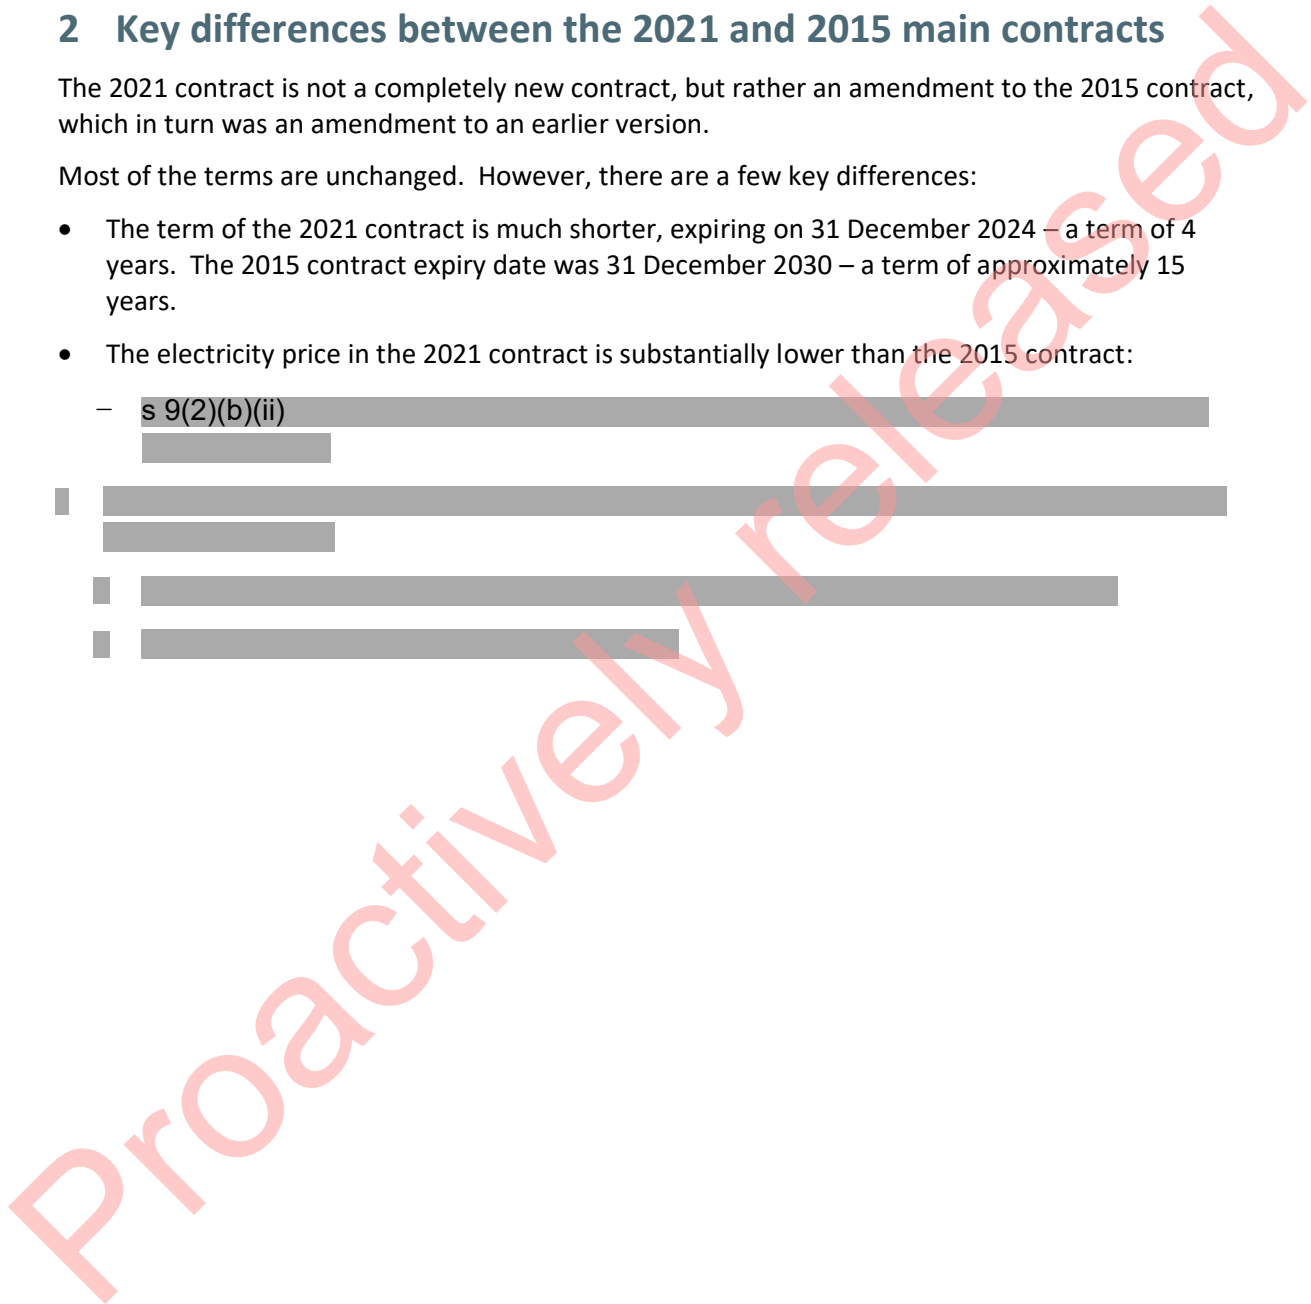 2 Key differences between the 2021 and 2015 main contracts
The 2021 contract is not a completely new contract, but rather an amendment to the 2015 contract,
which in turn was an amendment to an earlier version.
Most of the terms are unchanged. However, there are a few key differences:
• The term of the 2021 contract is much shorter, expiring on 31 December 2024 – a term of 4
years. The 2015 contract expiry date was 31 December 2030 – a term of approximately 15
years.
• The electricity price in the 2021 contract is substantially lower than the 2015 contract:
– s 9(2)(b)(ii)
Proactively released